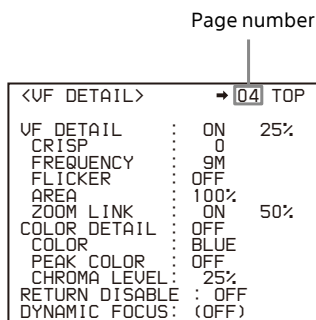 Page number
<VF DETAIL> ➡ 04 TOP
VF DETAIL : ON 25%
CRISP : 0
FREQUENCY : 9M
FLICKER : OFF
AREA : 100%
ZOOM LINK : ON 50%
COLOR DETAIL : OFF
COLOR : BLUE
PEAK COLOR : OFF
CHROMA LEVEL: 25%
RETURN DISABLE : OFF
DYNAMIC FOCUS: (OFF)